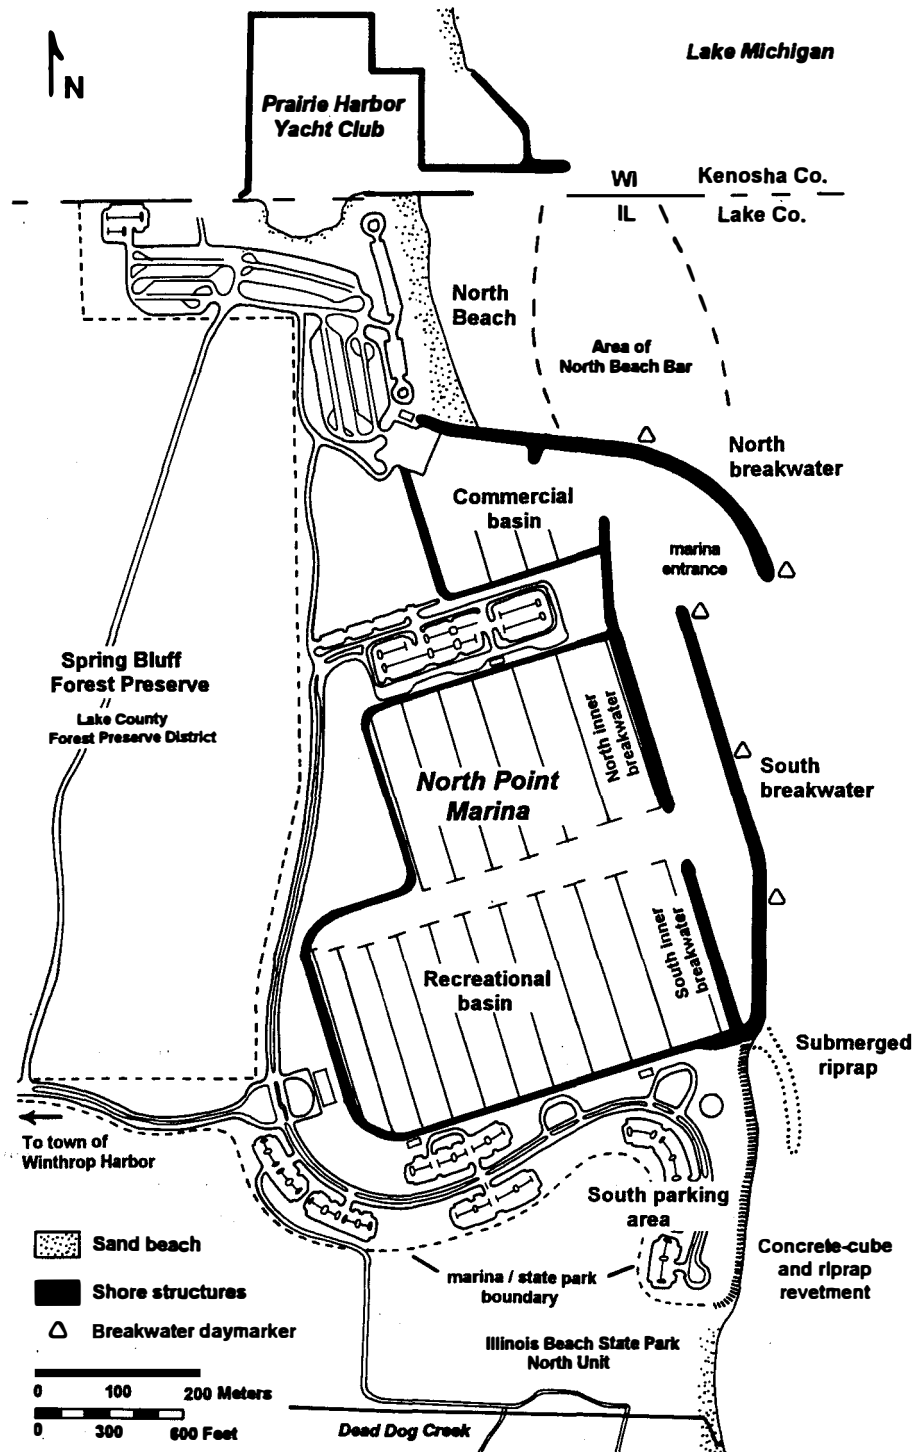 Lake Michigan
N
Prairie Harbor
Yacht Club
WI
Kenosha Co.
IL
Lake Co.
North
Beach
Area of
North Beach Bar
North
breakwater
Commercial
basin
marina
entrance
Spring Bluff
Forest Preserve
Lake County
Forest Preserve District
North inner
breakwater
North Point
Marina
South
breakwater
Recreational
basin
South inner
breakwater
Submerged
riprap
To town of
Winthrop Harbor
South parking
area
Sand beach
Concrete-cube
and riprap
revetment
marina / state park
boundary
Shore structures
Breakwater daymarker
Illinois Beach State Park
North Unit
0 100 200 Meters
0 300 600 Feet
Dead Dog Creek